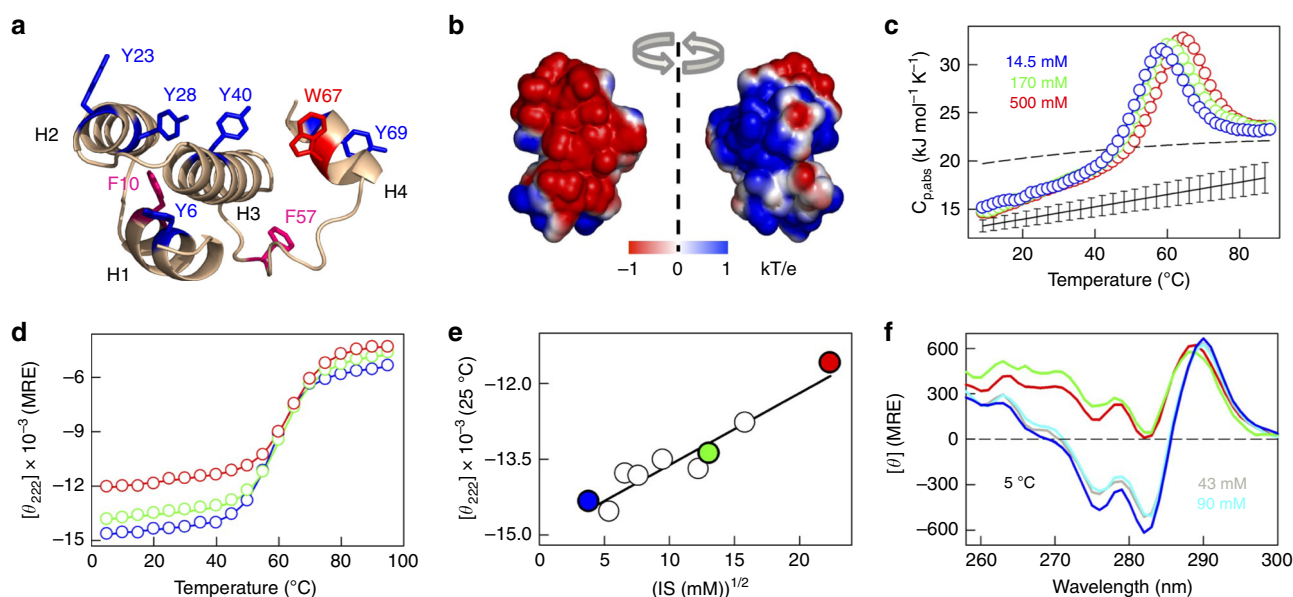 a
Y23
Y28
Y40
W67
Y69
H2
F10
Y6
H3
F57
H4
H1
b
−1
0
1
kT/e
c
14.5 mM
170 mM
500 mM
30
25
20
15
20
40
60
80
C_p,abs (kJ mol⁻¹ K⁻¹)
Temperature (°C)
d
−6
−9
−12
−15
0
20
40
60
80
100
[θ₂₂₂] × 10⁻³ (MRE)
Temperature (°C)
e
−12.0
−13.5
−15.0
0
5
10
15
20
[θ₂₂₂] × 10⁻³ (25 °C)
(IS (mM))^1/2
f
600
300
0
−300
−600
5 °C
43 mM
90 mM
260
270
280
290
300
[θ] (MRE)
Wavelength (nm)